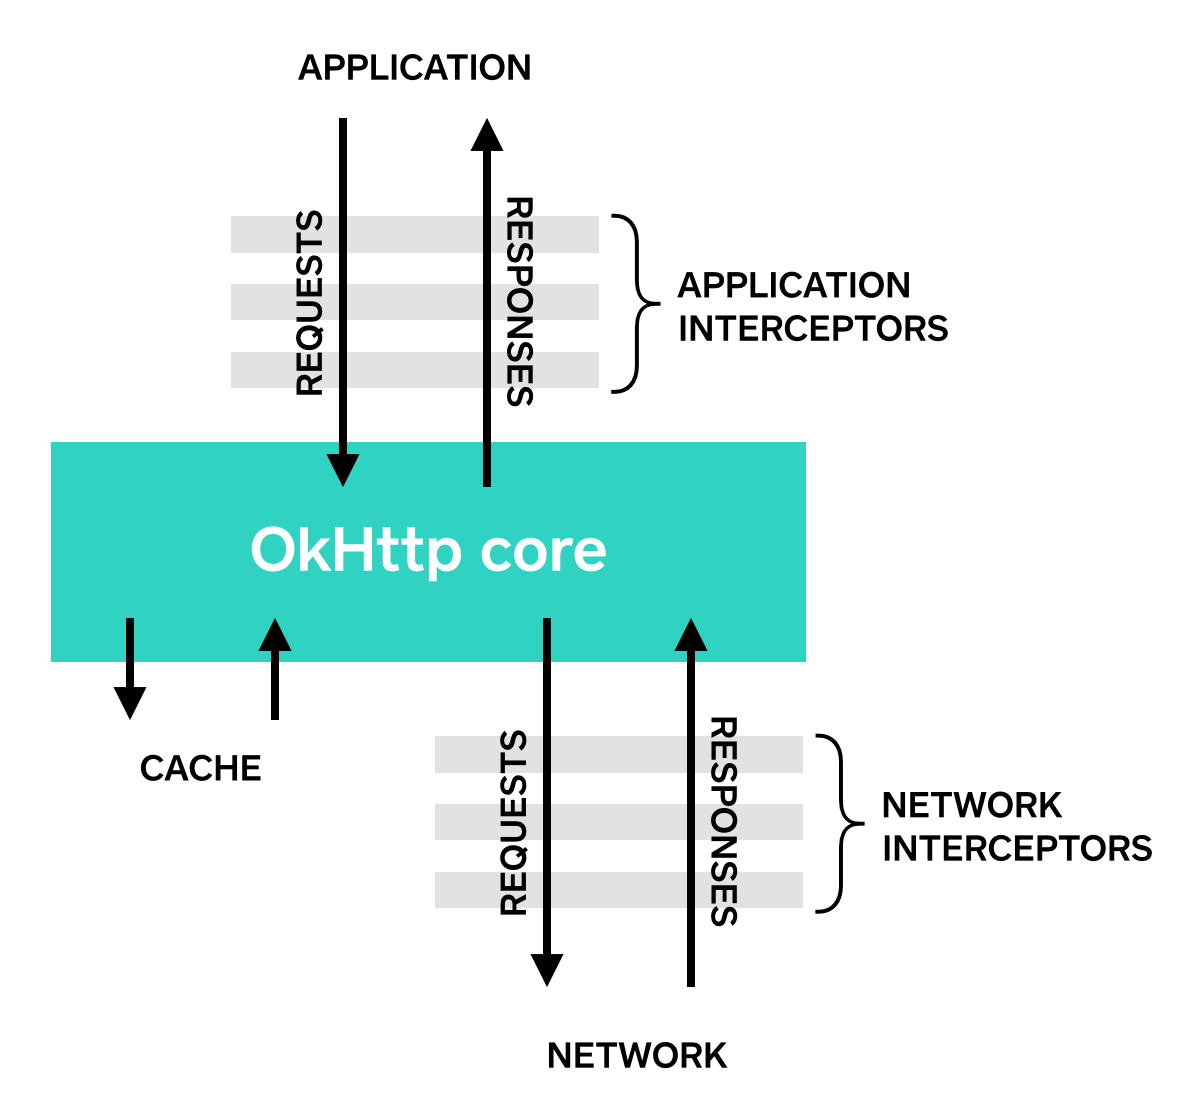 APPLICATION
REQUESTS
RESPONSES
APPLICATION
INTERCEPTORS
OkHttp core
CACHE
REQUESTS
RESPONSES
NETWORK
INTERCEPTORS
NETWORK